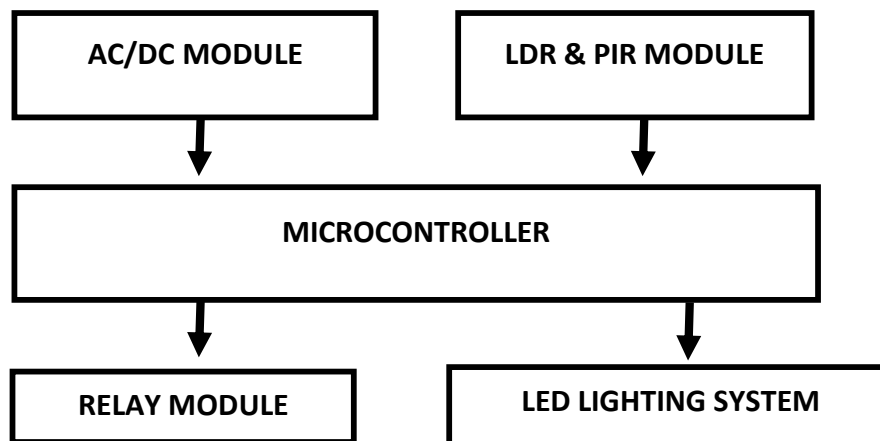 AC/DC MODULE
LDR & PIR MODULE
MICROCONTROLLER
RELAY MODULE
LED LIGHTING SYSTEM